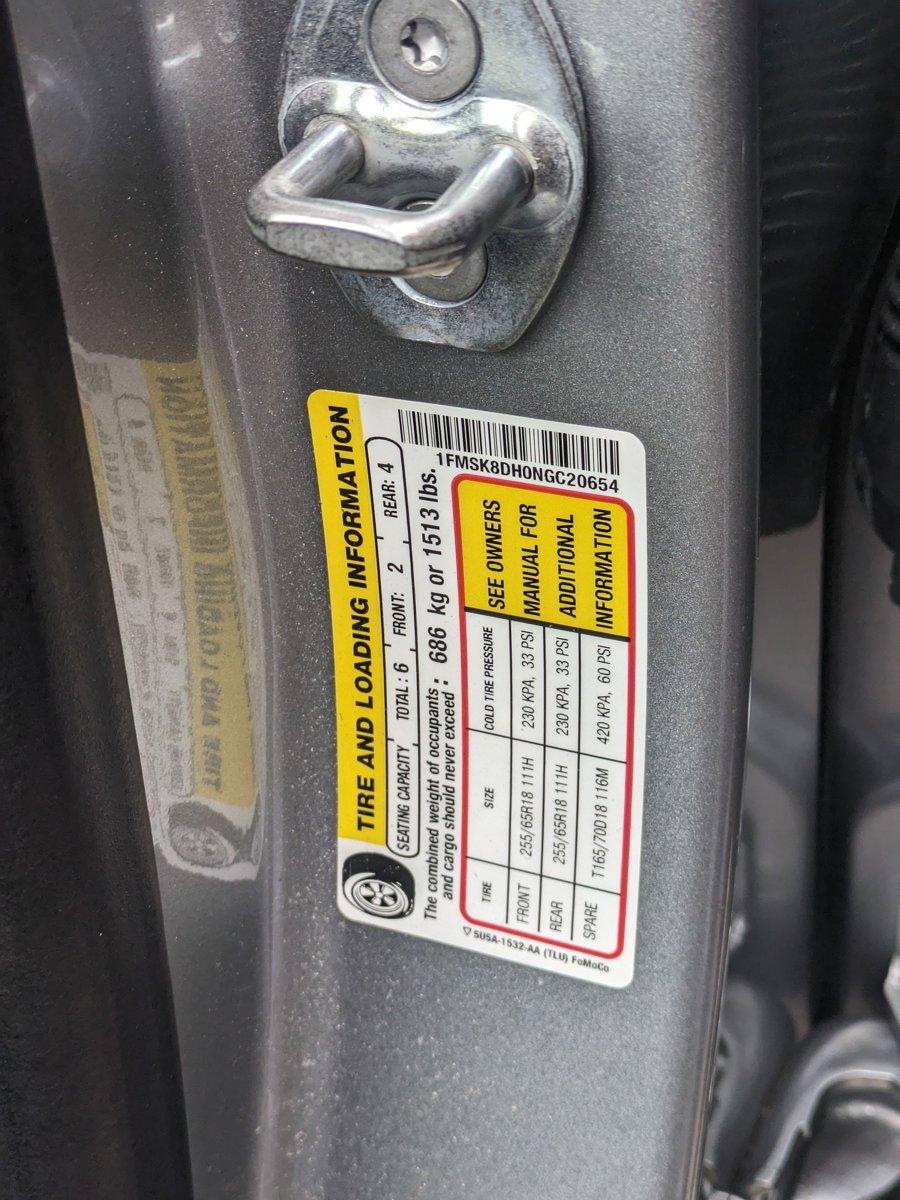 TIRE AND LOADING INFORMATION
SEATING CAPACITY TOTAL : 6 FRONT: 2 REAR: 4
The combined weight of occupants : 686 kg or 1513 lbs.
and cargo should never exceed :
TIRE SIZE COLD TIRE PRESSURE
FRONT 255/65R18 111H 230 KPA, 33 PSI
REAR 255/65R18 111H 230 KPA, 33 PSI
SPARE T165/70D18 116M 420 KPA, 60 PSI
SEE OWNERS
MANUAL FOR
ADDITIONAL
INFORMATION
▽ 5USA-1532-AA (TLU) FoMoCo
1FMSK8DH0NGC20654